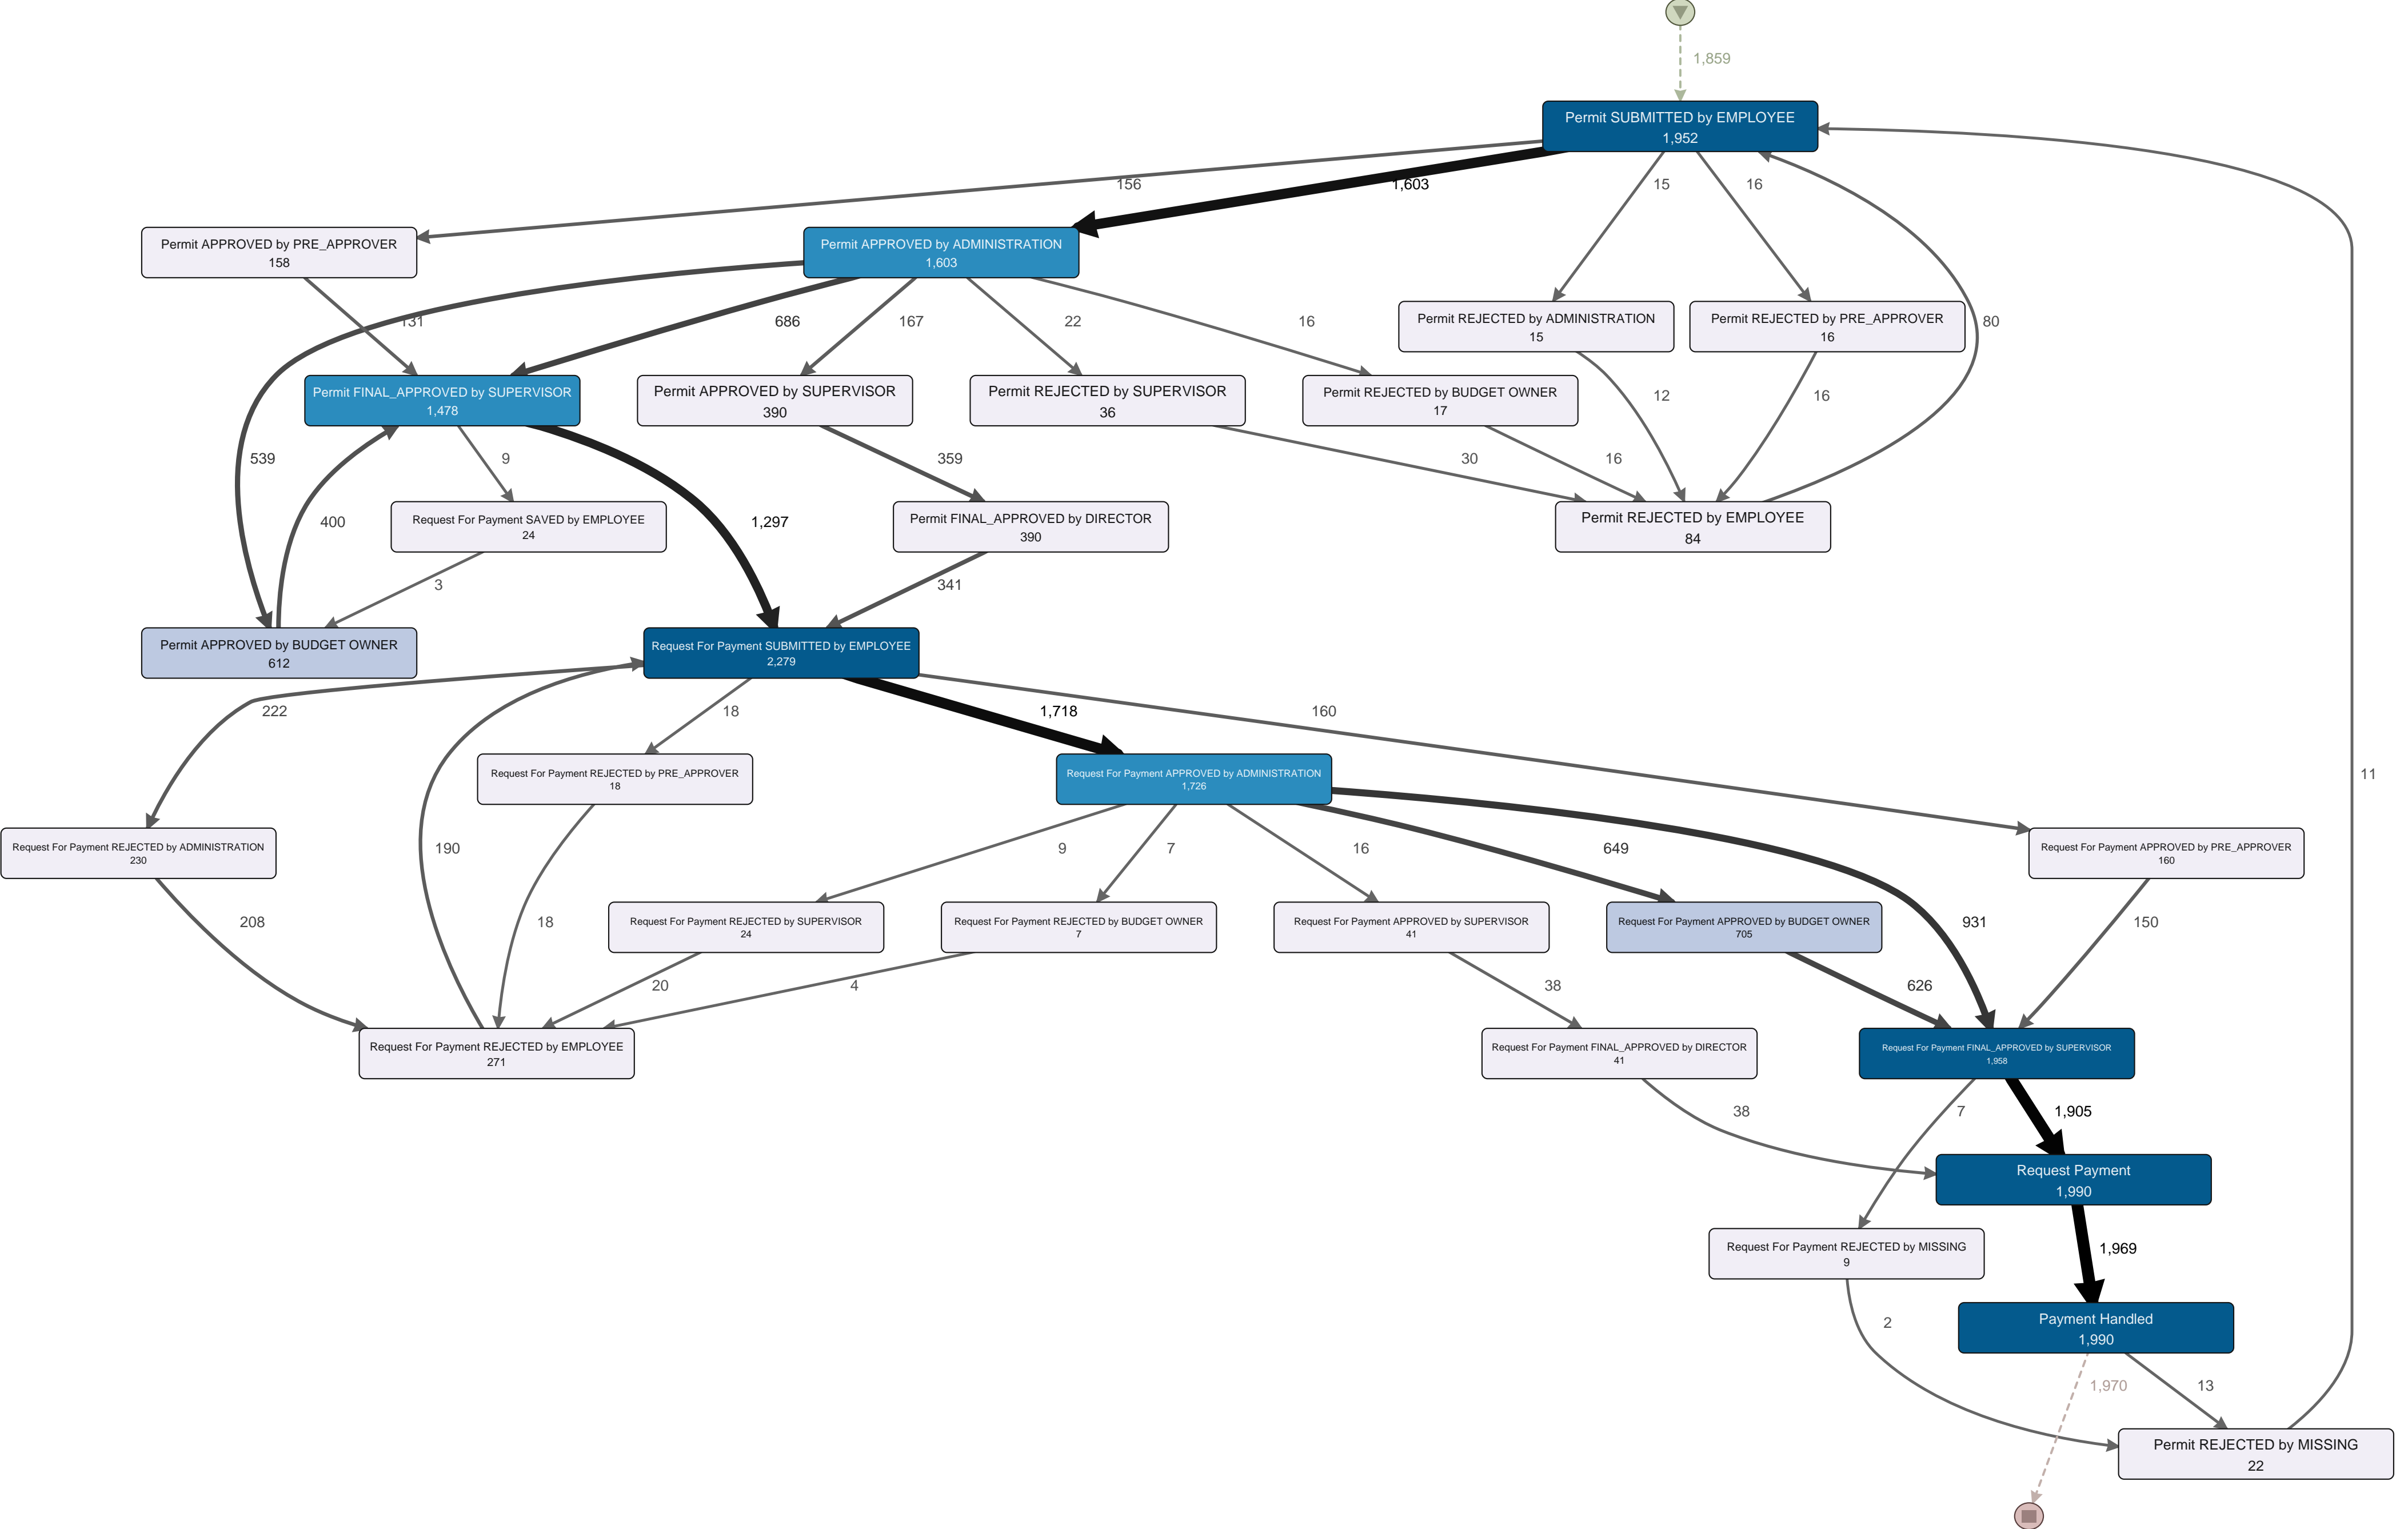 1,859
Permit SUBMITTED by EMPLOYEE
1,952
156
1,603
15
16
Permit APPROVED by PRE_APPROVER
158
Permit APPROVED by ADMINISTRATION
1,603
131
686
167
22
16
Permit REJECTED by ADMINISTRATION
15
Permit REJECTED by PRE_APPROVER
16
80
Permit FINAL_APPROVED by SUPERVISOR
1,478
Permit APPROVED by SUPERVISOR
390
Permit REJECTED by SUPERVISOR
36
Permit REJECTED by BUDGET OWNER
17
12
16
539
9
359
30
16
400
Request For Payment SAVED by EMPLOYEE
24
1,297
Permit FINAL_APPROVED by DIRECTOR
390
Permit REJECTED by EMPLOYEE
84
3
341
Permit APPROVED by BUDGET OWNER
612
Request For Payment SUBMITTED by EMPLOYEE
2,279
222
18
1,718
160
Request For Payment REJECTED by PRE_APPROVER
18
Request For Payment APPROVED by ADMINISTRATION
1,726
11
Request For Payment REJECTED by ADMINISTRATION
230
190
9
7
16
649
Request For Payment APPROVED by PRE_APPROVER
160
208
18
Request For Payment REJECTED by SUPERVISOR
24
Request For Payment REJECTED by BUDGET OWNER
7
Request For Payment APPROVED by SUPERVISOR
41
Request For Payment APPROVED by BUDGET OWNER
705
931
150
20
4
38
626
Request For Payment REJECTED by EMPLOYEE
271
Request For Payment FINAL_APPROVED by DIRECTOR
41
Request For Payment FINAL_APPROVED by SUPERVISOR
1,958
38
7
1,905
Request Payment
1,990
Request For Payment REJECTED by MISSING
9
1,969
2
Payment Handled
1,990
1,970
13
Permit REJECTED by MISSING
22